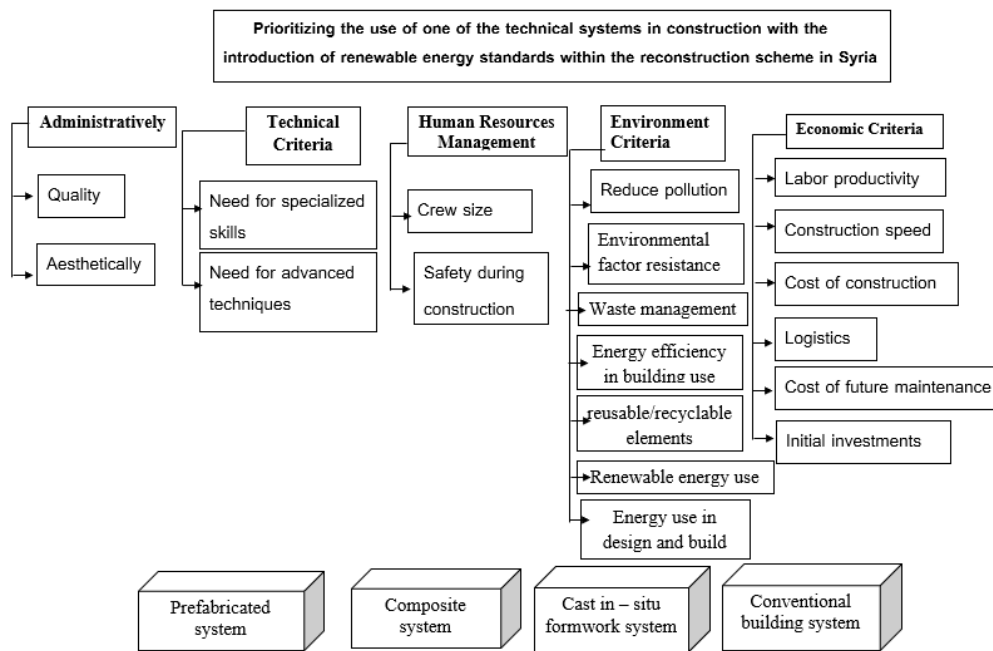 Prioritizing the use of one of the technical systems in construction with the
introduction of renewable energy standards within the reconstruction scheme in Syria
Administratively
Quality
Aesthetically
Technical
Criteria
Need for specialized
skills
Need for advanced
techniques
Human Resources
Management
Crew size
Safety during
construction
Environment
Criteria
Reduce pollution
Environmental
factor resistance
Waste management
Energy efficiency
in building use
reusable/recyclable
elements
Renewable energy use
Energy use in
design and build
Economic Criteria
Labor productivity
Construction speed
Cost of construction
Logistics
Cost of future maintenance
Initial investments
Prefabricated
system
Composite
system
Cast in – situ
formwork system
Conventional
building system